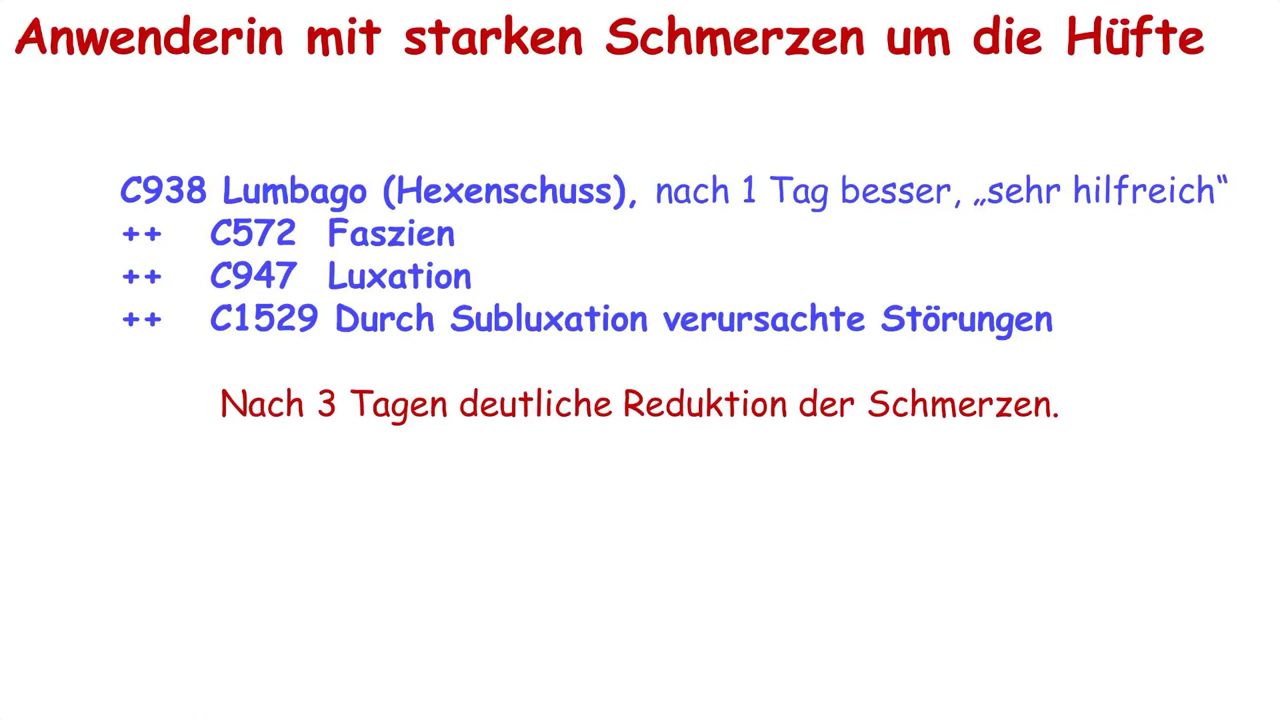 Anwenderin mit starken Schmerzen um die Hüfte
C938 Lumbago (Hexenschuss), nach 1 Tag besser, „sehr hilfreich“
++ C572 Faszien
++ C947 Luxation
++ C1529 Durch Subluxation verursachte Störungen
Nach 3 Tagen deutliche Reduktion der Schmerzen.